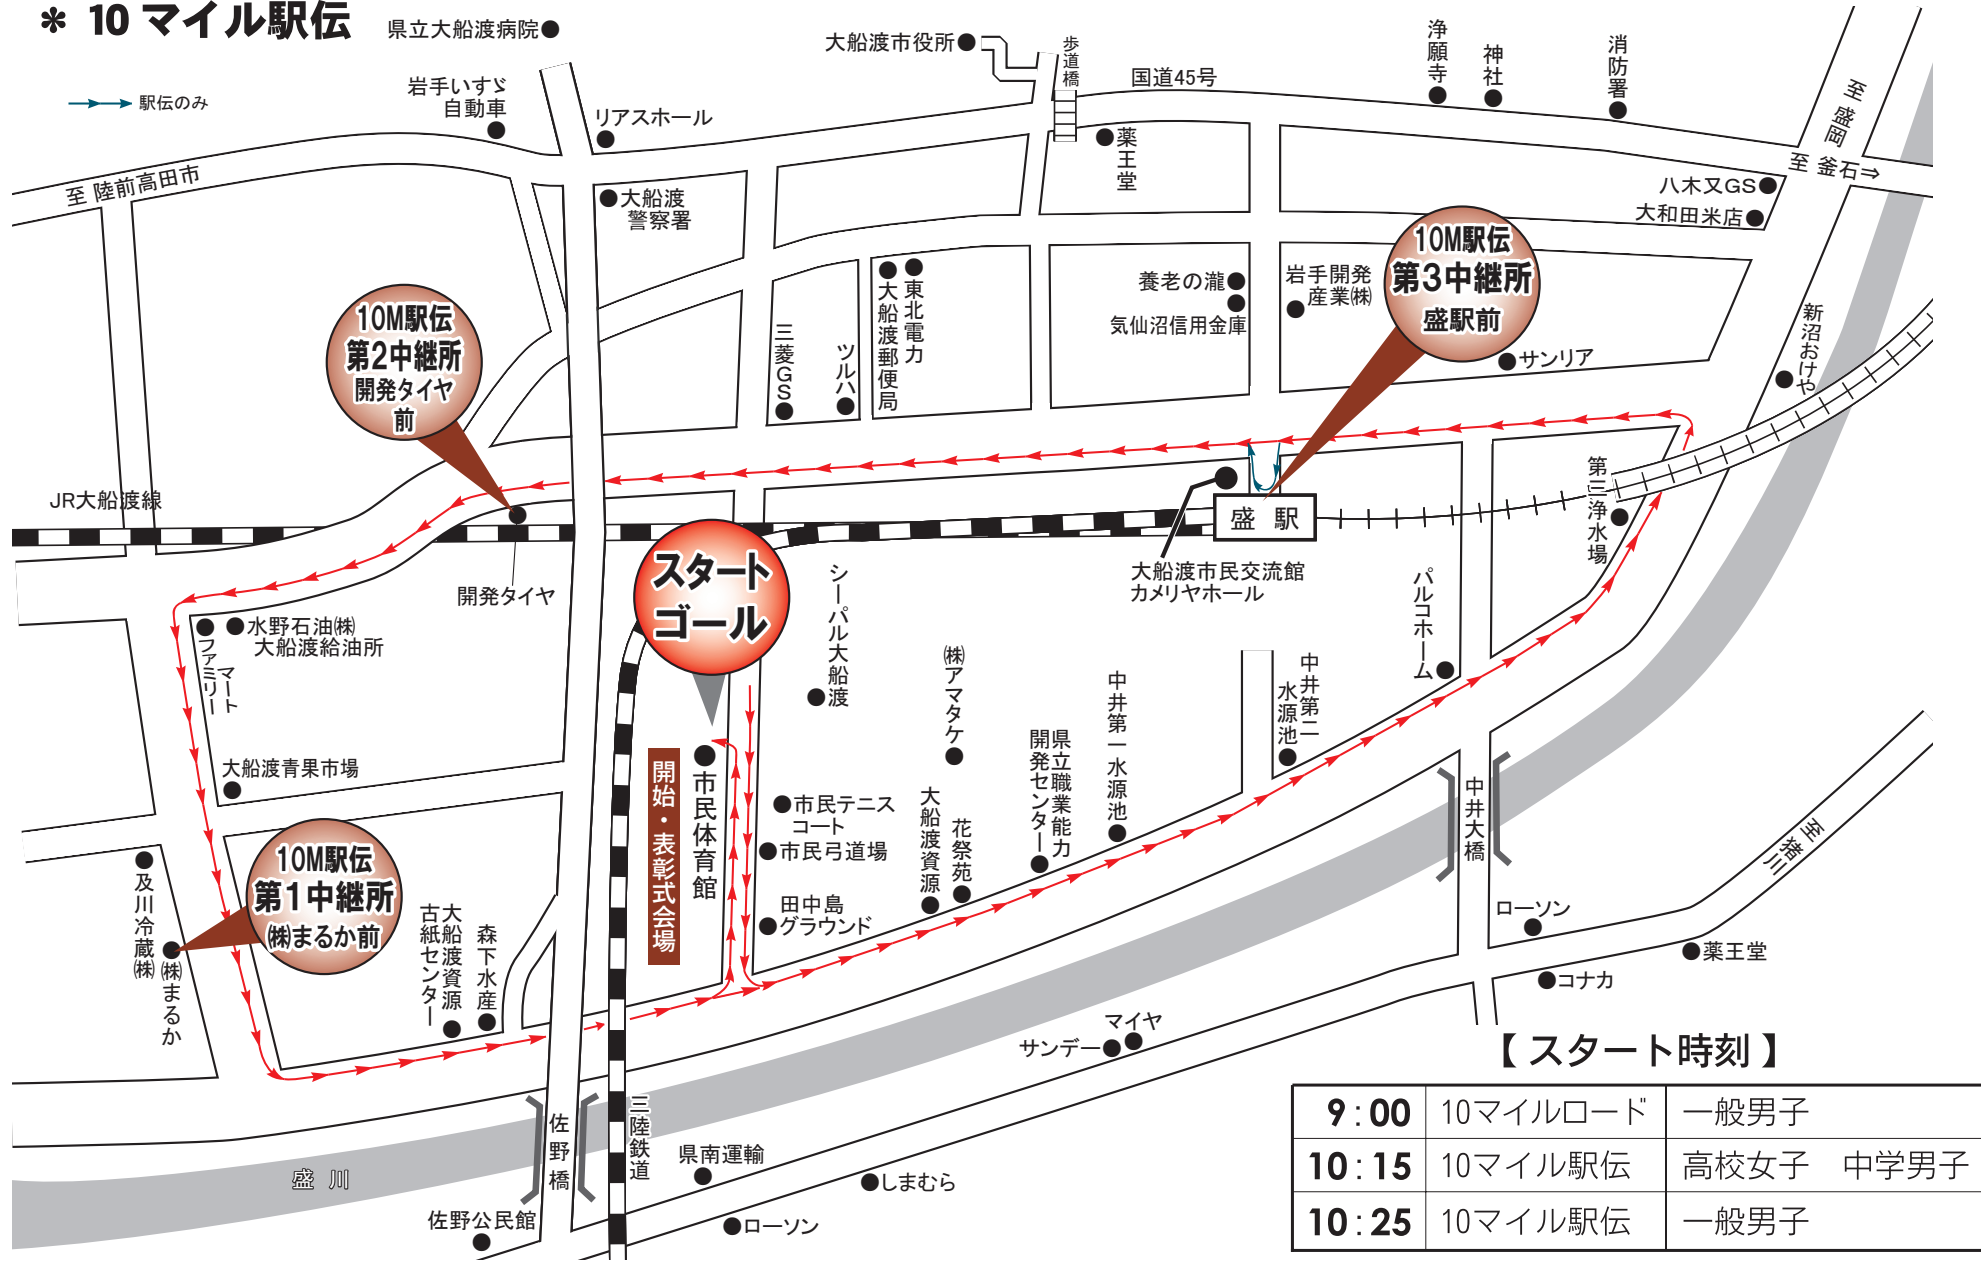 ＊ 10 マイル駅伝
駅伝のみ
県立大船渡病院
岩手いすゞ
自動車
リアスホール
大船渡市役所
歩道橋
国道45号
浄願寺
神社
消防署
至 盛岡
至 釜石⇒
八木又GS
大和田米店
薬王堂
至 陸前高田市
大船渡
警察署
10M駅伝
第3中継所
盛駅前
養老の瀧
気仙沼信用金庫
岩手開発
産業㈱
サンリア
新沼おけや
東北電力
大船渡郵便局
三菱GS
ツルハ
10M駅伝
第2中継所
開発タイヤ
前
JR大船渡線
開発タイヤ
盛 駅
大船渡市民交流館
カメリヤホール
第三浄水場
スタート
ゴール
シーパル大船渡
パルコホーム
水野石油㈱
大船渡給油所
ファミリー
マート
㈱アマタケ
中井第一水源池
中井第二
水源池
県立職業能力
開発センター
大船渡青果市場
開始・表彰式会場
市民体育館
市民テニス
コート
市民弓道場
田中島
グラウンド
大船渡資源
花祭苑
中井大橋
至 猪川
10M駅伝
第1中継所
㈱まるか前
及川冷蔵㈱
㈱まるか
大船渡資源
古紙センター
森下水産
ローソン
薬王堂
コナカ
マイヤ
サンデー
佐野橋
三陸鉄道
盛 川
県南運輸
しまむら
佐野公民館
ローソン
【 スタート時刻 】
9:00 10マイルロード 一般男子
10:15 10マイル駅伝 高校女子 中学男子
10:25 10マイル駅伝 一般男子